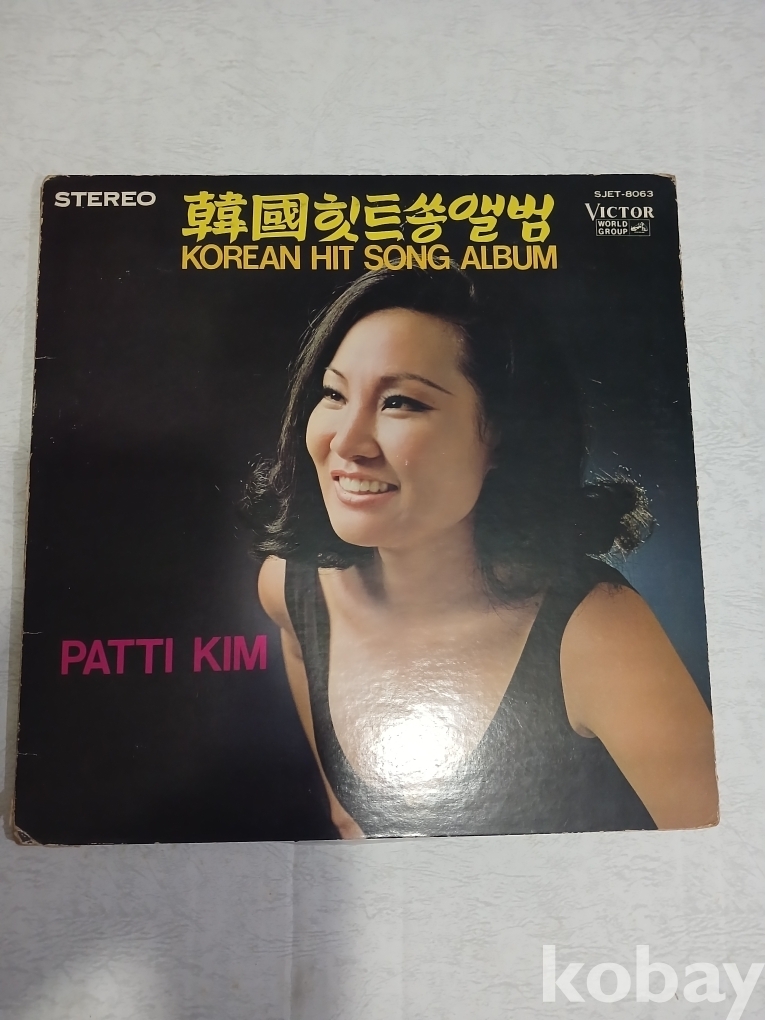 STEREO
SJET-8063
韓國힛트쏭앨범
VICTOR
WORLD
GROUP
KOREAN HIT SONG ALBUM
PATTI KIM
kobay